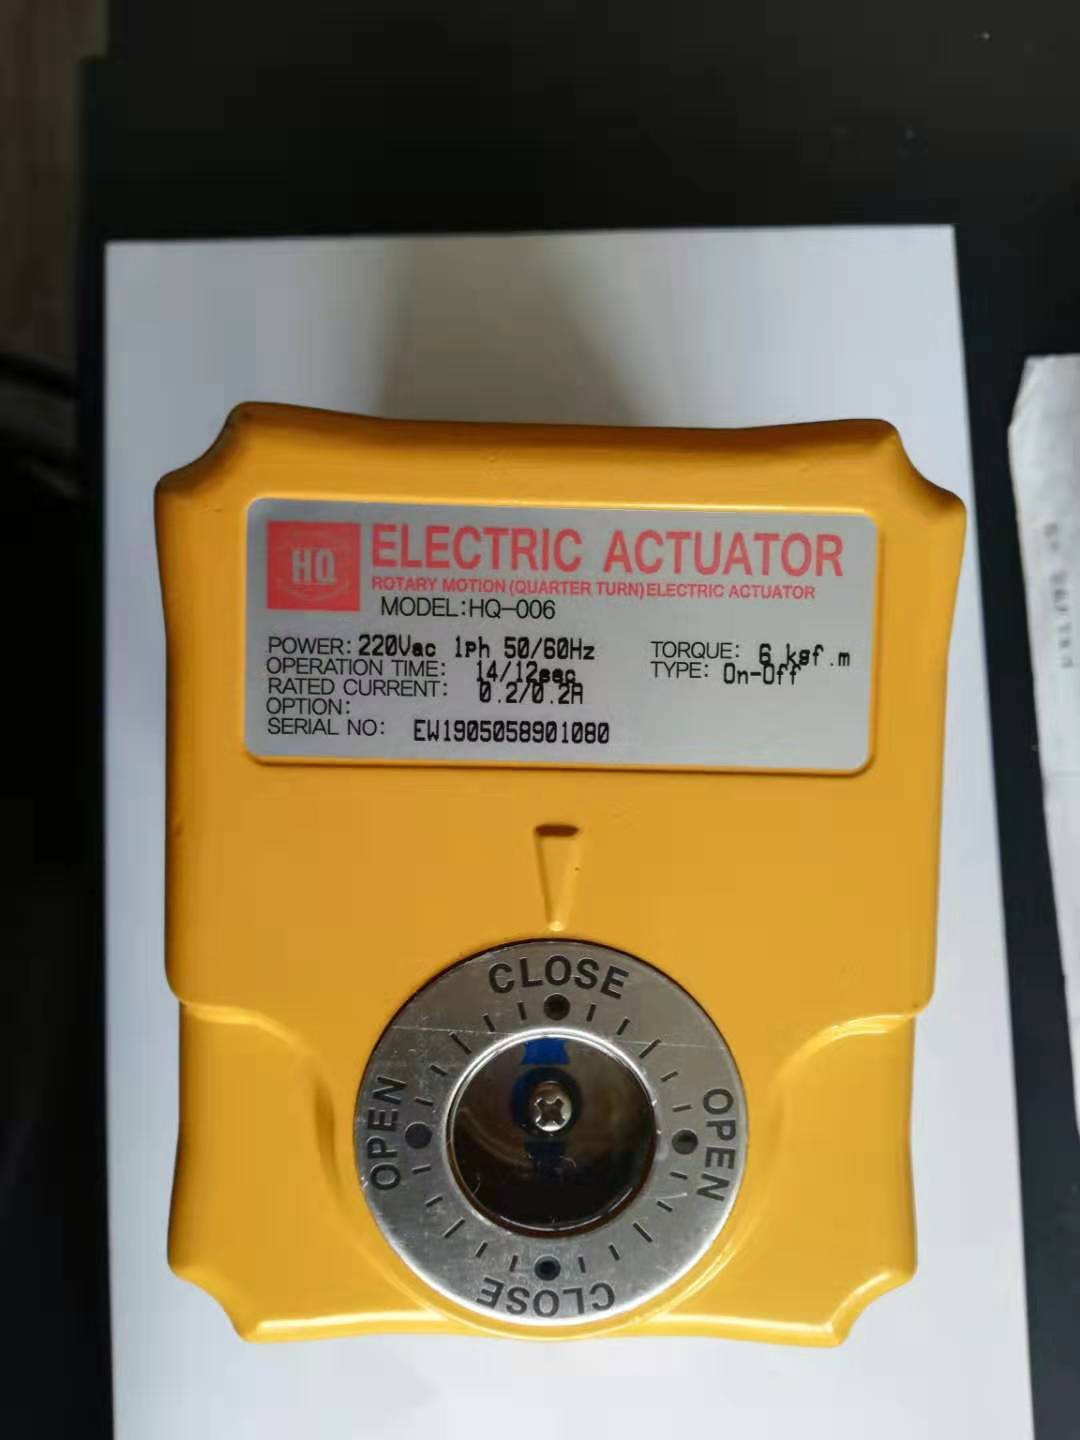 HQ
ELECTRIC ACTUATOR
ROTARY MOTION (QUARTER TURN) ELECTRIC ACTUATOR
MODEL:HQ-006
POWER: 220Vac 1Ph 50/60Hz
OPERATION TIME: 14/12sec
RATED CURRENT: 0.2/0.2A
OPTION:
SERIAL NO: EW1905058901080
TORQUE: 6 kgf.m
TYPE: On-Off
CLOSE
OPEN
OPEN
CLOSE